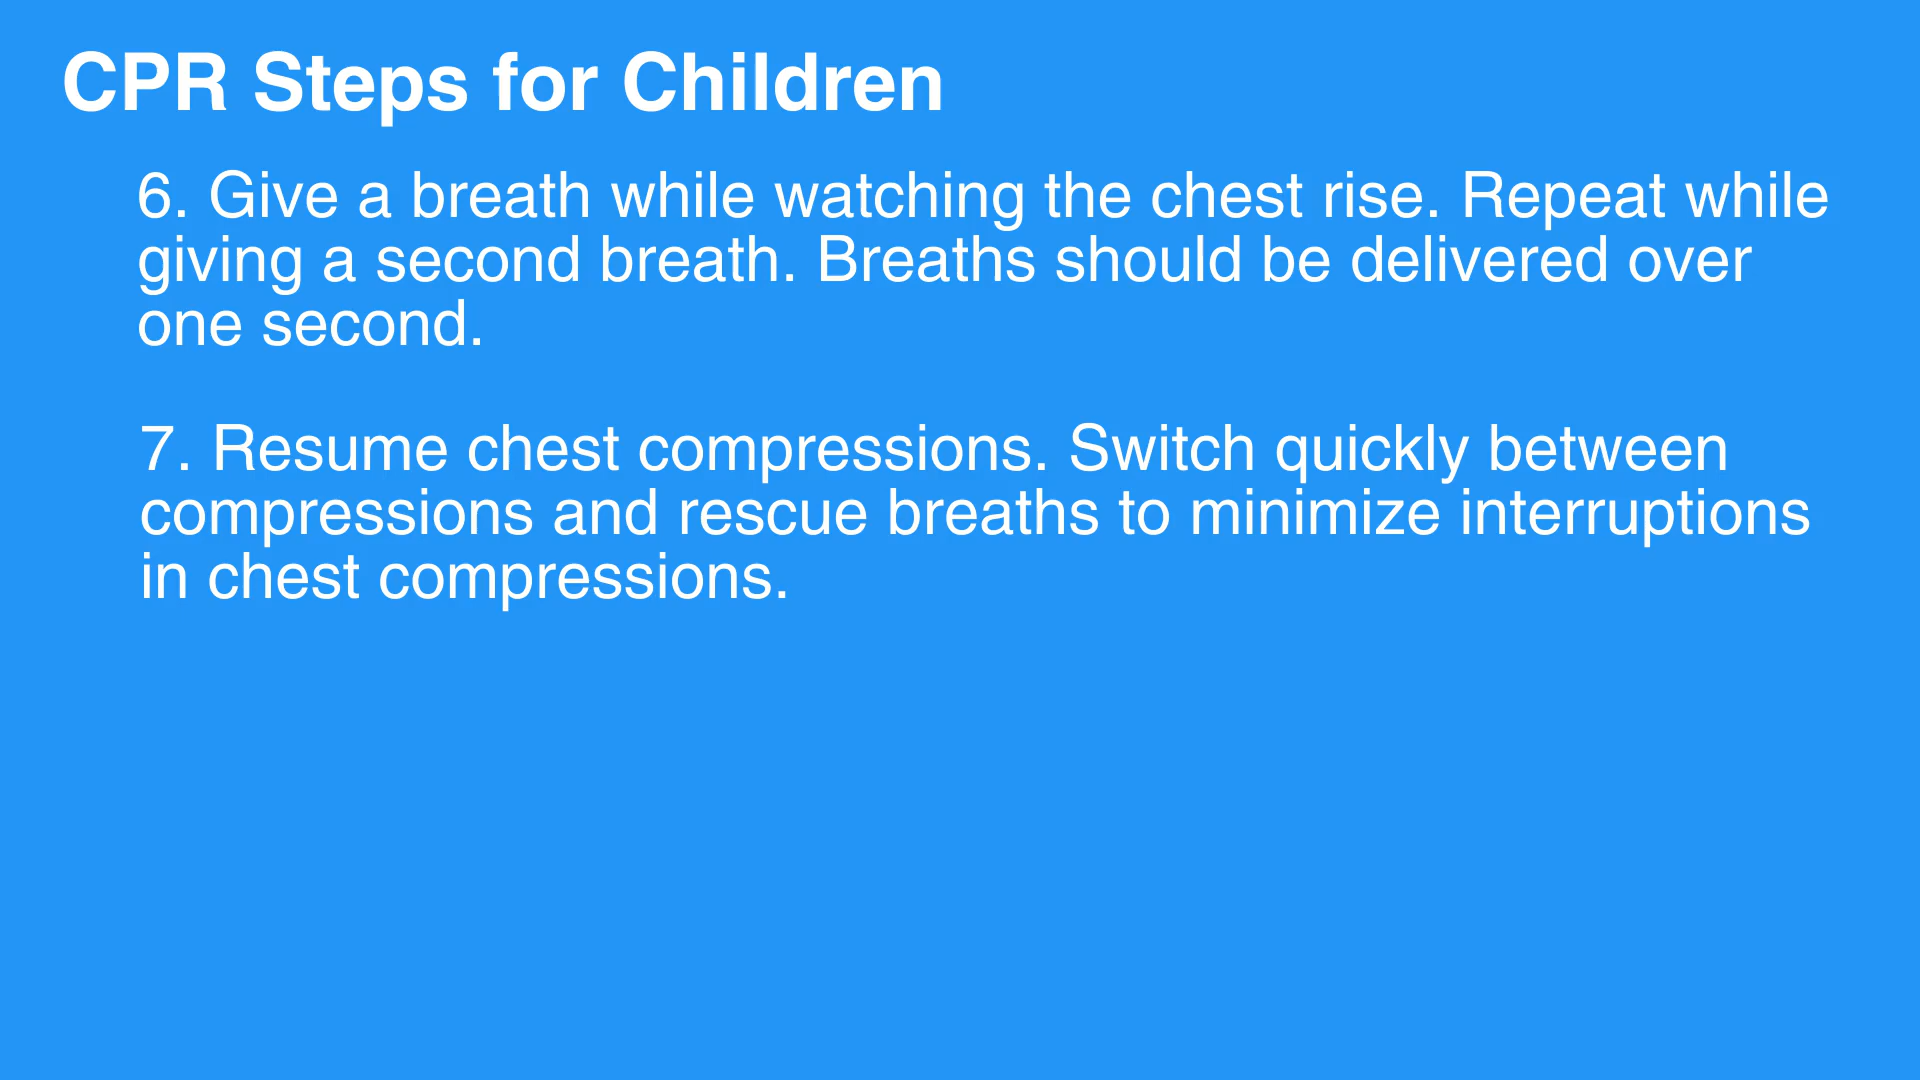 CPR Steps for Children
6. Give a breath while watching the chest rise. Repeat while
giving a second breath. Breaths should be delivered over
one second.
7. Resume chest compressions. Switch quickly between
compressions and rescue breaths to minimize interruptions
in chest compressions.